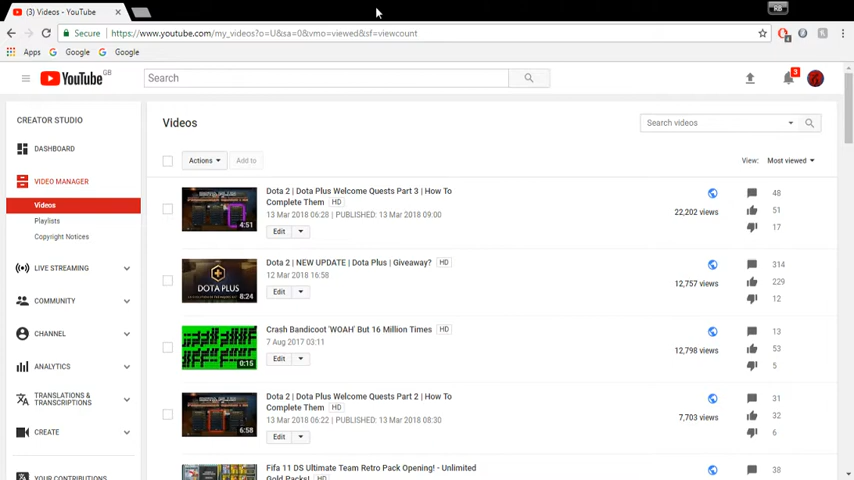 (3) Videos - YouTube
RB
Secure
https://www.youtube.com/my_videos?o=U&sa=0&vmo=viewed&sf=viewcount
Apps
Google
Google
YouTube GB
Search
3
CREATOR STUDIO
DASHBOARD
VIDEO MANAGER
Videos
Playlists
Copyright Notices
LIVE STREAMING
COMMUNITY
CHANNEL
ANALYTICS
TRANSLATIONS &
TRANSCRIPTIONS
CREATE
YOUR CONTRIBUTIONS
Videos
Search videos
Actions
Add to
View:
Most viewed
4:51
Dota 2 | Dota Plus Welcome Quests Part 3 | How To
Complete Them HD
13 Mar 2018 06:28 | PUBLISHED: 13 Mar 2018 09:00
Edit
22,202 views
48
51
17
DOTA PLUS
8:24
Dota 2 | NEW UPDATE | Dota Plus | Giveaway? HD
12 Mar 2018 16:58
Edit
12,757 views
314
229
12
0:15
Crash Bandicoot 'WOAH' But 16 Million Times HD
7 Aug 2017 03:11
Edit
12,798 views
13
53
5
6:58
Dota 2 | Dota Plus Welcome Quests Part 2 | How To
Complete Them HD
13 Mar 2018 06:22 | PUBLISHED: 13 Mar 2018 08:30
Edit
7,703 views
31
32
6
Fifa 11 DS Ultimate Team Retro Pack Opening! - Unlimited
Gold Packs! HD
38